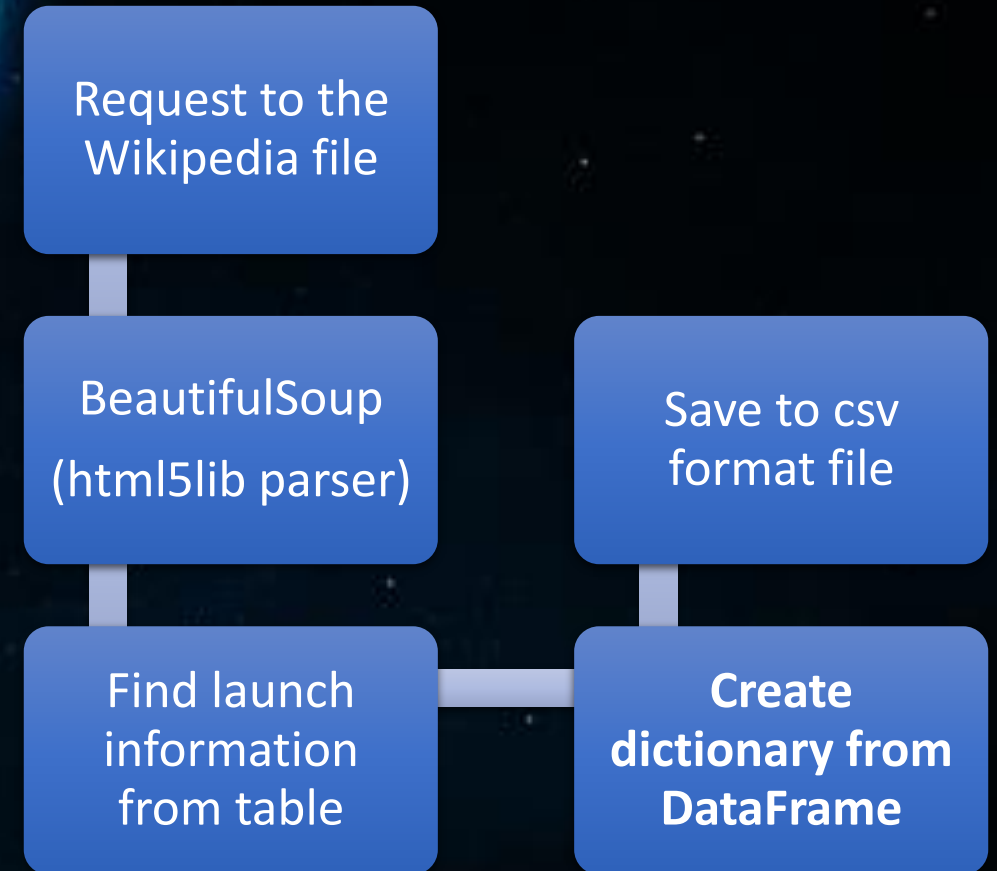 Request to the
Wikipedia file
BeautifulSoup
(html5lib parser)
Find launch
information
from table
Create
dictionary from
DataFrame
Save to csv
format file